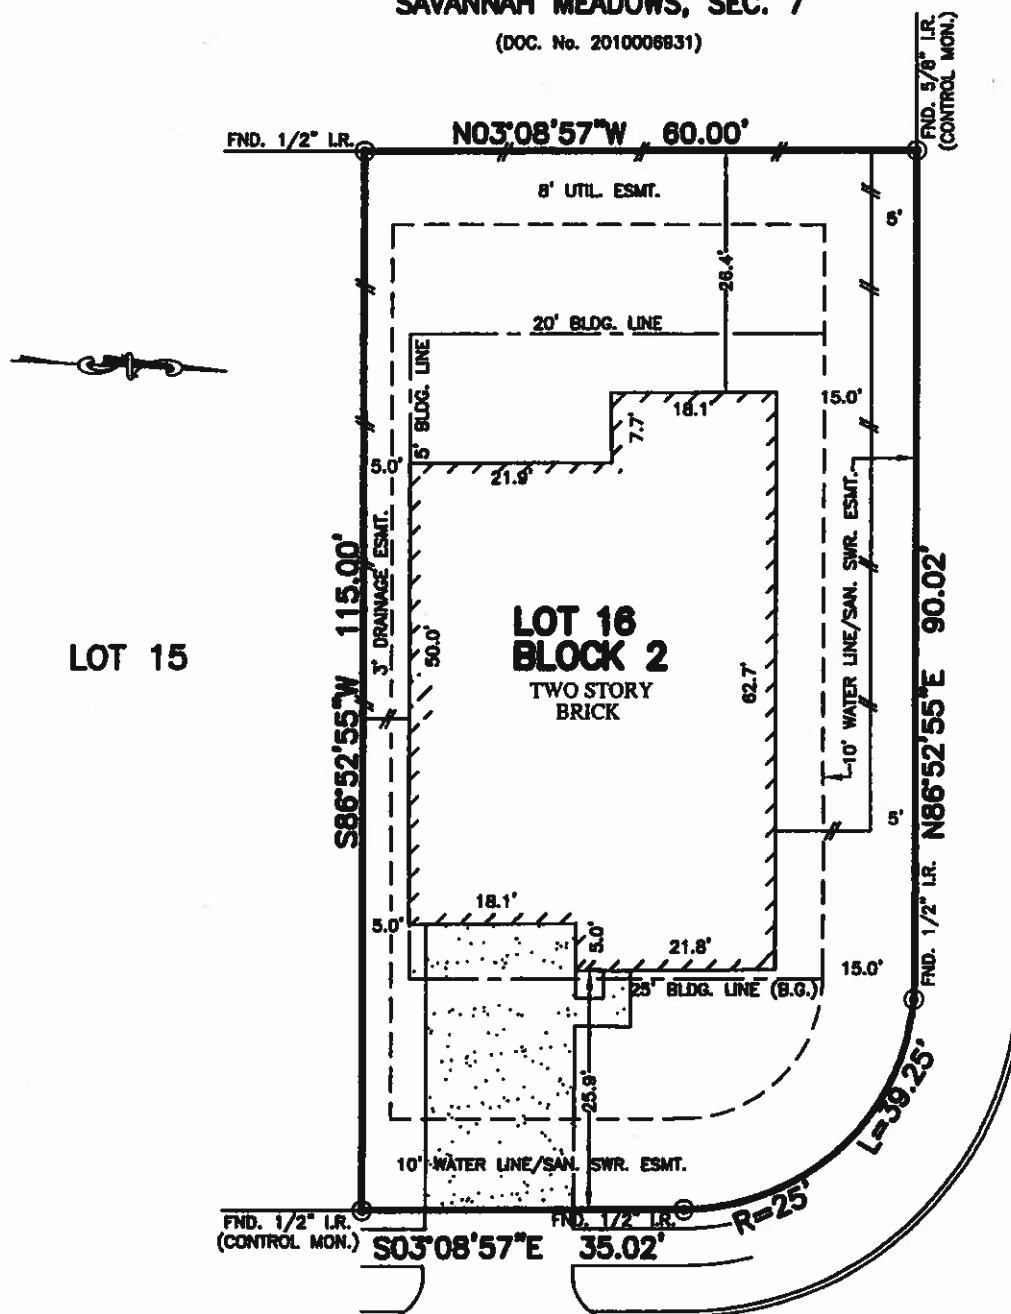 SAVANNAH MEADOWS, SEC. 7
(DOC. No. 2010006931)
FND. 5/8" I.R.
(CONTROL MON.)
FND. 1/2" I.R.
N03°08'57"W 60.00'
8' UTIL. ESMT.
5'
26.4'
20' BLDG. LINE
5' BLDG. LINE
18.1'
15.0'
7.7'
5.0'
21.9'
3' DRAINAGE ESMT.
S86°52'55"W 115.00'
50.0'
LOT 15
LOT 16
BLOCK 2
TWO STORY
BRICK
62.7'
10' WATER LINE/SAN. SWR. ESMT.
N86°52'55"E 90.02'
5'
FND. 1/2" I.R.
18.1'
5.0'
5.0'
21.8'
15.0'
25' BLDG. LINE (B.G.)
25.9'
L=39.25'
R=25'
10' WATER LINE/SAN. SWR. ESMT.
FND. 1/2" I.R.
(CONTROL MON.)
FND. 1/2" I.R.
S03°08'57"E 35.02'